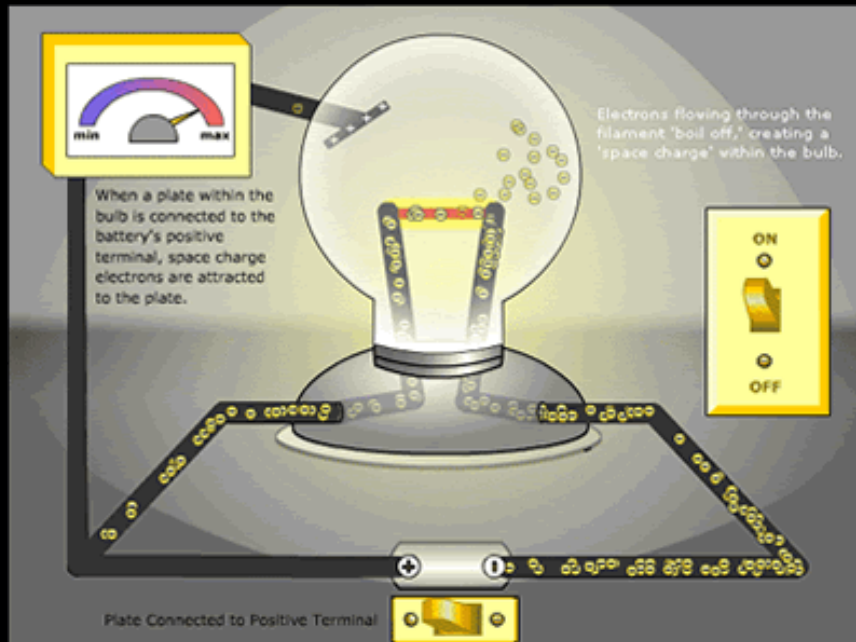 min
max
When a plate within the
bulb is connected to the
battery's positive
terminal, space charge
electrons are attracted
to the plate.
Electrons flowing through the
filament 'boil off,' creating a
'space charge' within the bulb.
ON
OFF
Plate Connected to Positive Terminal